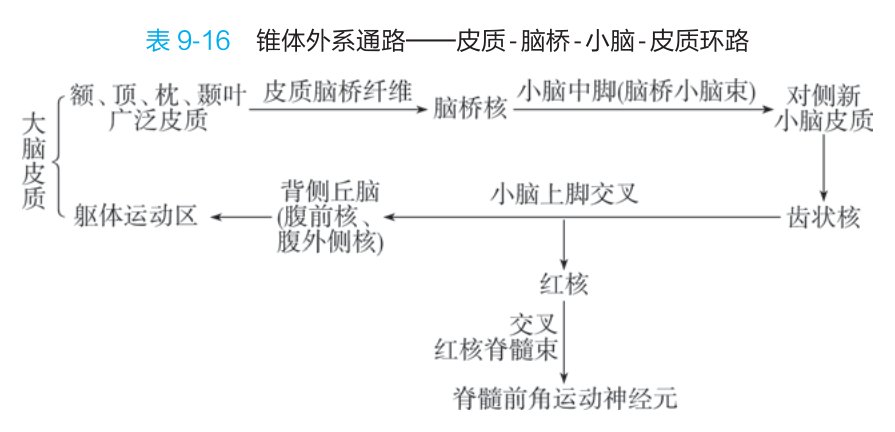 表 9-16 锥体外系通路——皮质-脑桥-小脑-皮质环路
大脑皮质
额、顶、枕、颞叶
广泛皮质
皮质脑桥纤维
脑桥核
小脑中脚(脑桥小脑束)
对侧新
小脑皮质
躯体运动区
背侧丘脑
(腹前核、
腹外侧核)
小脑上脚交叉
齿状核
红核
交叉
红核脊髓束
脊髓前角运动神经元